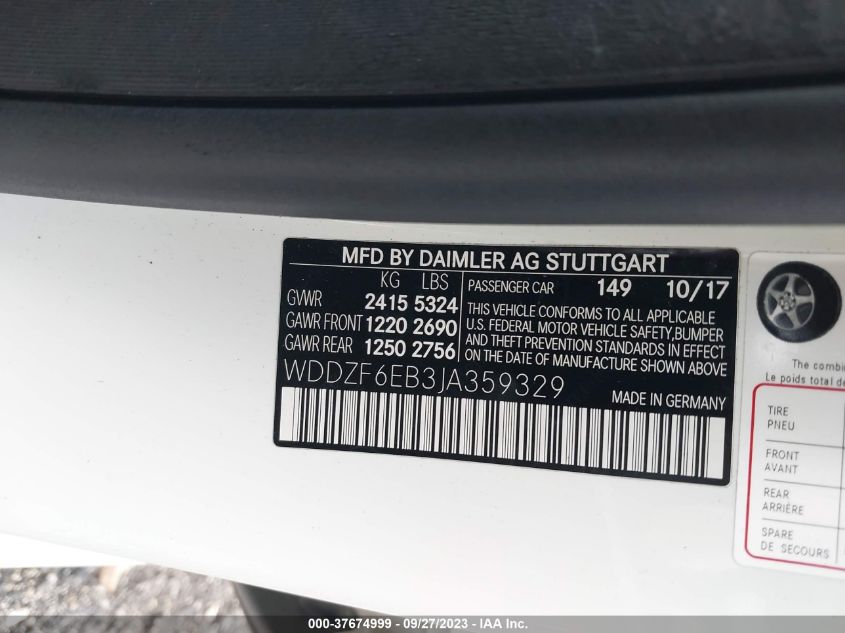 MFD BY DAIMLER AG STUTTGART
KG LBS
GVWR 2415 5324
GAWR FRONT 1220 2690
GAWR REAR 1250 2756
PASSENGER CAR 149 10/17
THIS VEHICLE CONFORMS TO ALL APPLICABLE
U.S. FEDERAL MOTOR VEHICLE SAFETY,BUMPER
AND THEFT PREVENTION STANDARDS IN EFFECT
ON THE DATE OF MANUFACTURE SHOWN ABOVE
WDDZF6EB3JA359329
MADE IN GERMANY
The combin
Le poids total de
TIRE
PNEU
FRONT
AVANT
REAR
ARRIÈRE
SPARE
DE SECOURS
000-37674999 - 09/27/2023 - IAA Inc.